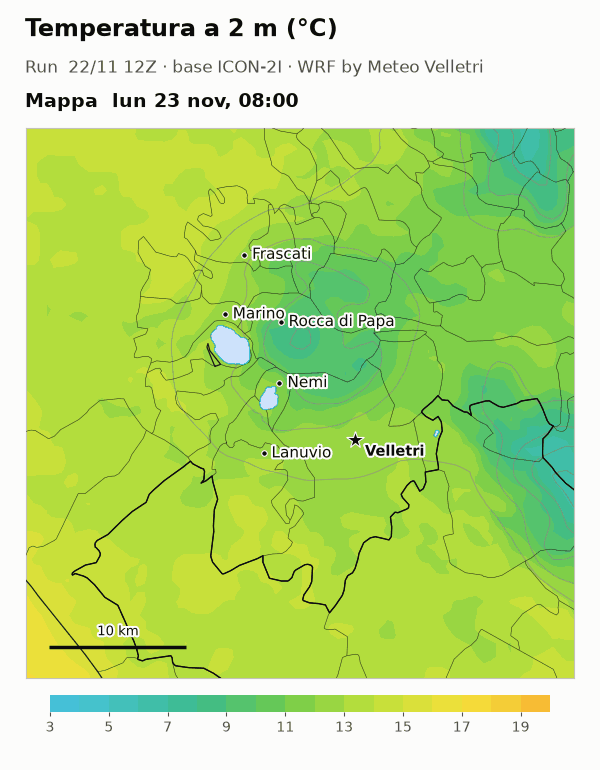 Temperatura a 2 m (°C)
Run  22/11 12Z · base ICON-2I · WRF by Meteo Velletri
Mappa  lun 23 nov, 08:00
Frascati
Marino
Rocca di Papa
Nemi
Velletri
Lanuvio
10 km
3 5 7 9 11 13 15 17 19